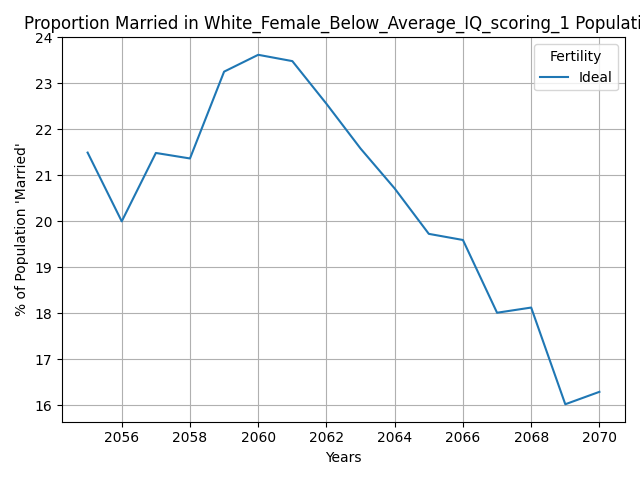 Proportion Married in White_Female_Below_Average_IQ_scoring_1 Populati
24
23
22
21
20
19
18
17
16
% of Population 'Married'
Fertility
Ideal
2056 2058 2060 2062 2064 2066 2068 2070
Years